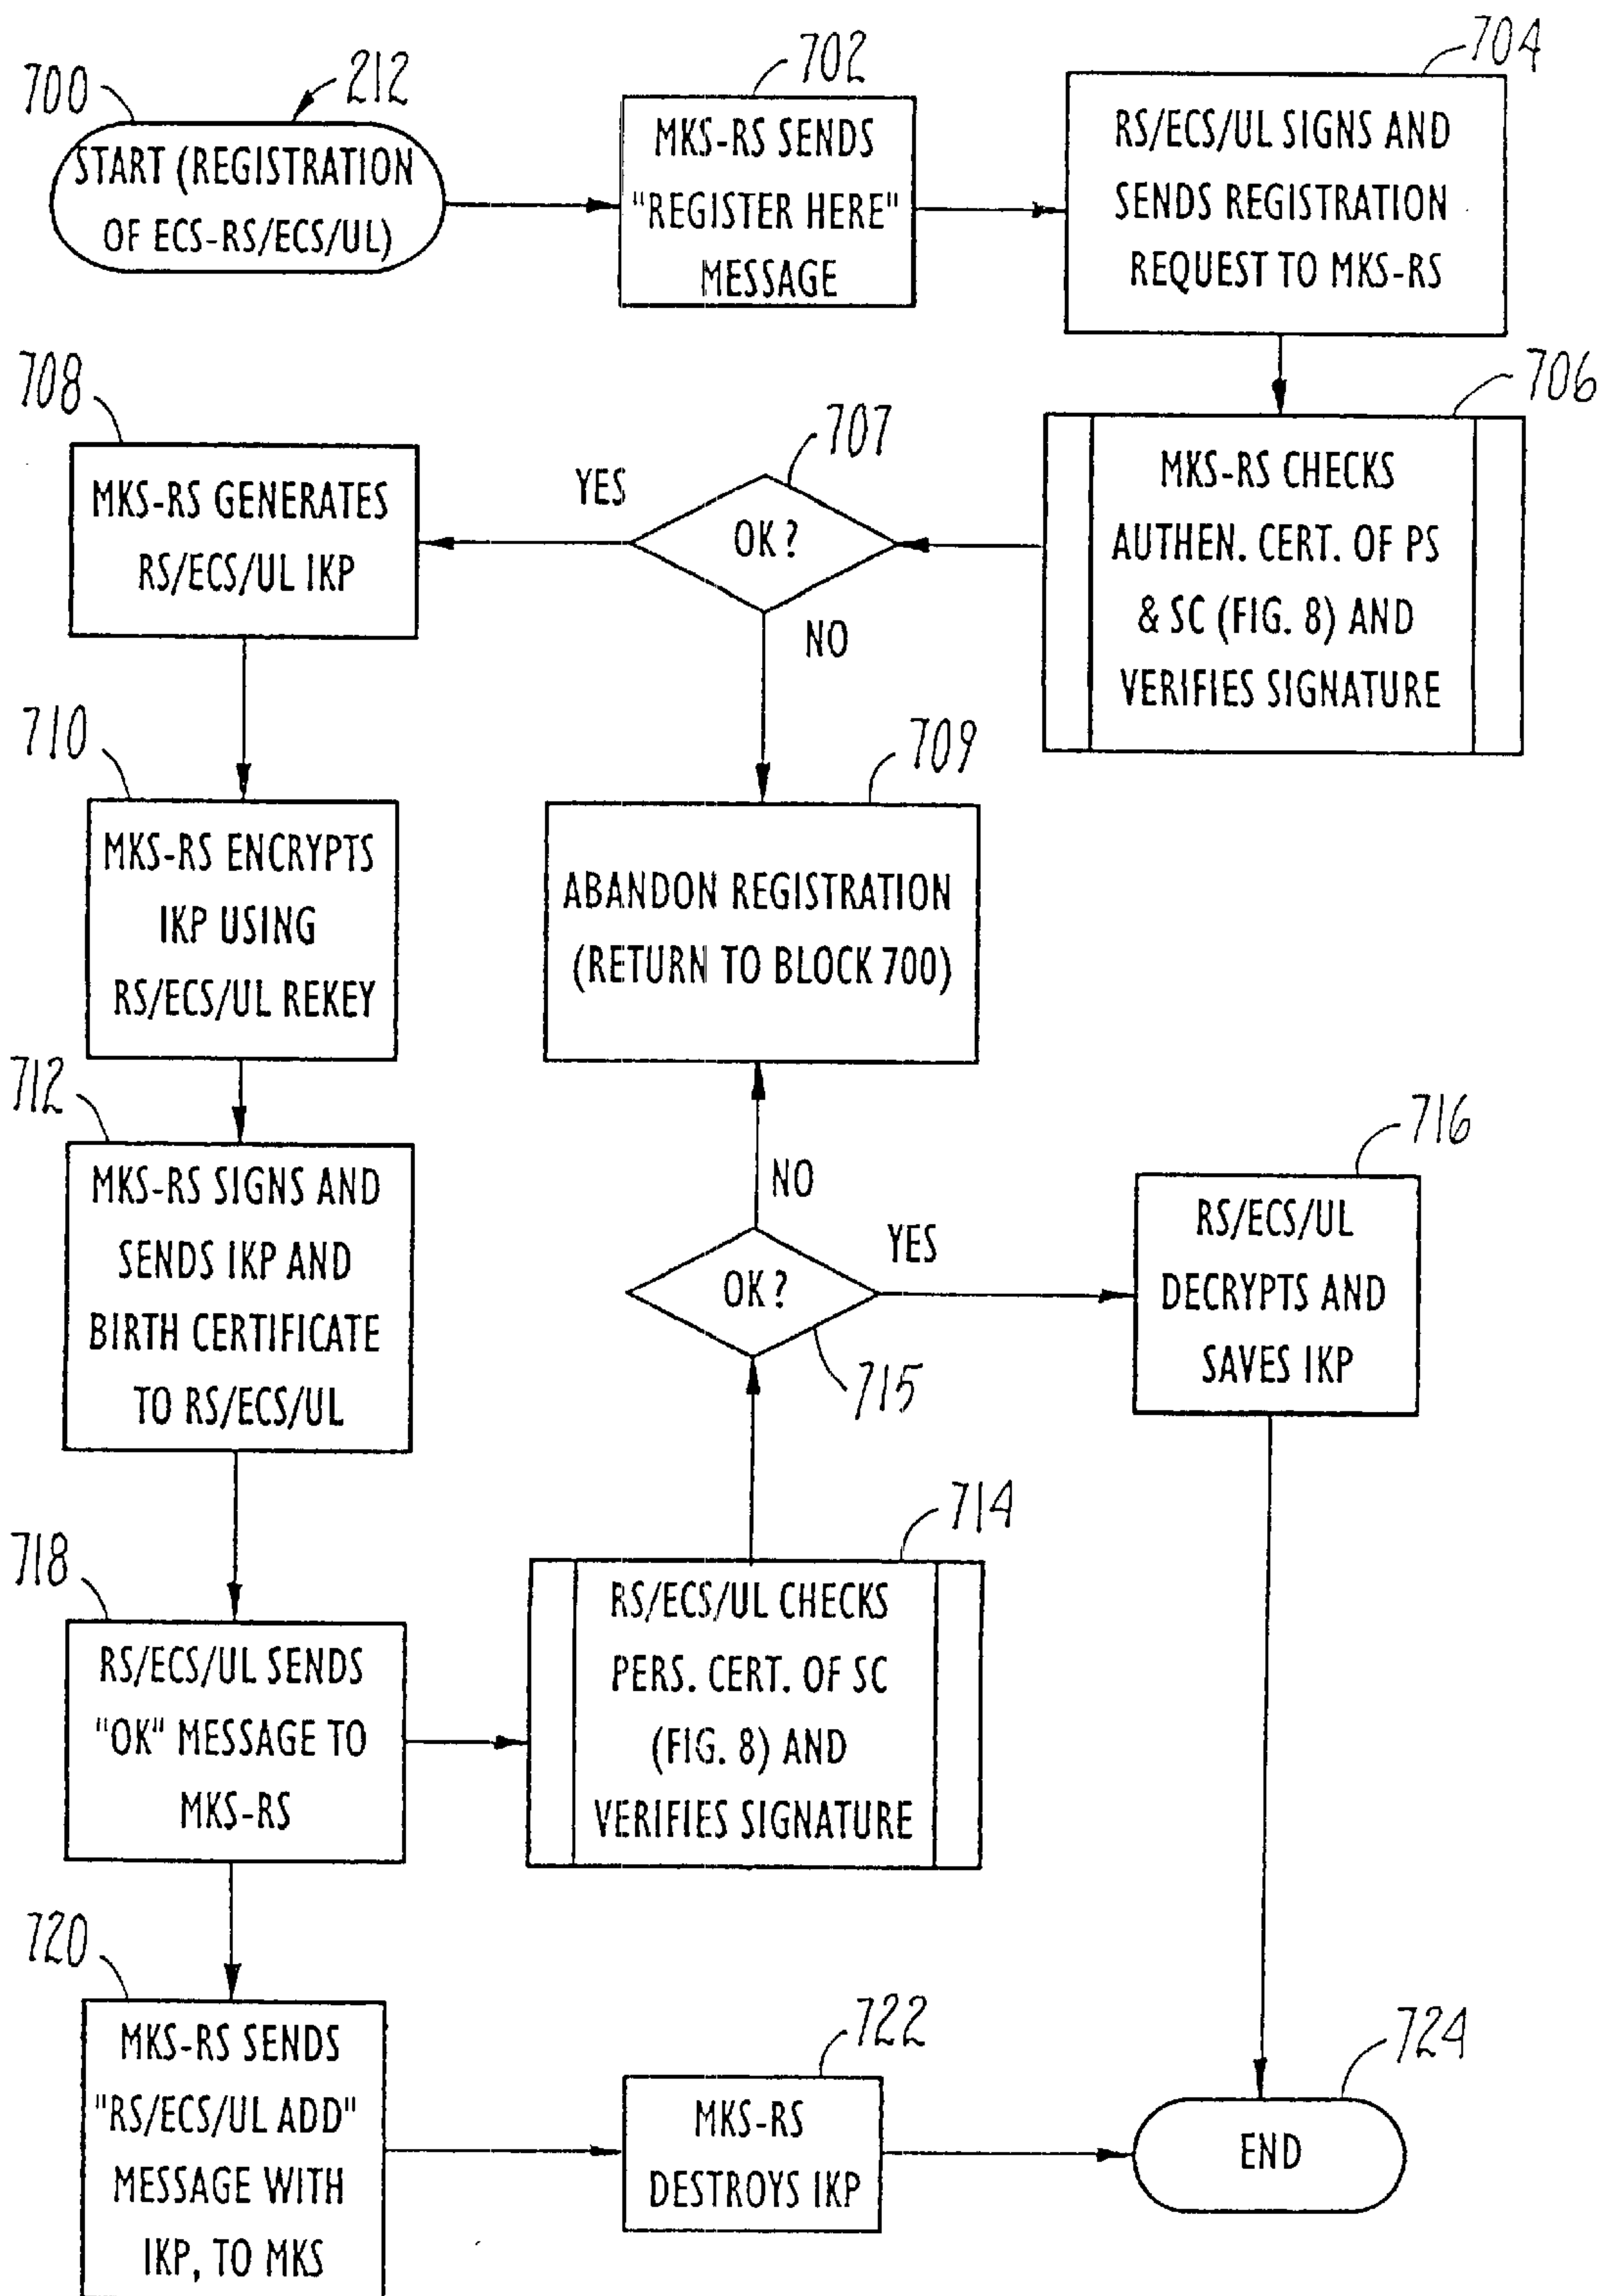 700
212
START (REGISTRATION
OF ECS-RS/ECS/UL)
702
MKS-RS SENDS
"REGISTER HERE"
MESSAGE
704
RS/ECS/UL SIGNS AND
SENDS REGISTRATION
REQUEST TO MKS-RS
706
MKS-RS CHECKS
AUTHEN. CERT. OF PS
& SC (FIG. 8) AND
VERIFIES SIGNATURE
707
OK?
YES
NO
708
MKS-RS GENERATES
RS/ECS/UL IKP
709
ABANDON REGISTRATION
(RETURN TO BLOCK 700)
710
MKS-RS ENCRYPTS
IKP USING
RS/ECS/UL REKEY
712
MKS-RS SIGNS AND
SENDS IKP AND
BIRTH CERTIFICATE
TO RS/ECS/UL
718
RS/ECS/UL SENDS
"OK" MESSAGE TO
MKS-RS
714
RS/ECS/UL CHECKS
PERS. CERT. OF SC
(FIG. 8) AND
VERIFIES SIGNATURE
715
OK?
NO
YES
716
RS/ECS/UL
DECRYPTS AND
SAVES IKP
720
MKS-RS SENDS
"RS/ECS/UL ADD"
MESSAGE WITH
IKP, TO MKS
722
MKS-RS
DESTROYS IKP
724
END